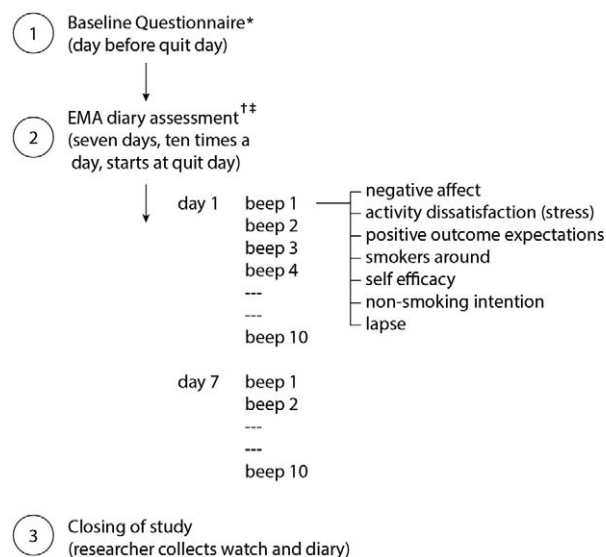 1
Baseline Questionnaire*
(day before quit day)
2
EMA diary assessment†‡
(seven days, ten times a
day, starts at quit day)
day 1
beep 1
beep 2
beep 3
beep 4
---
---
beep 10
negative affect
activity dissatisfaction (stress)
positive outcome expectations
smokers around
self efficacy
non-smoking intention
lapse
day 7
beep 1
beep 2
---
---
beep 10
3
Closing of study
(researcher collects watch and diary)